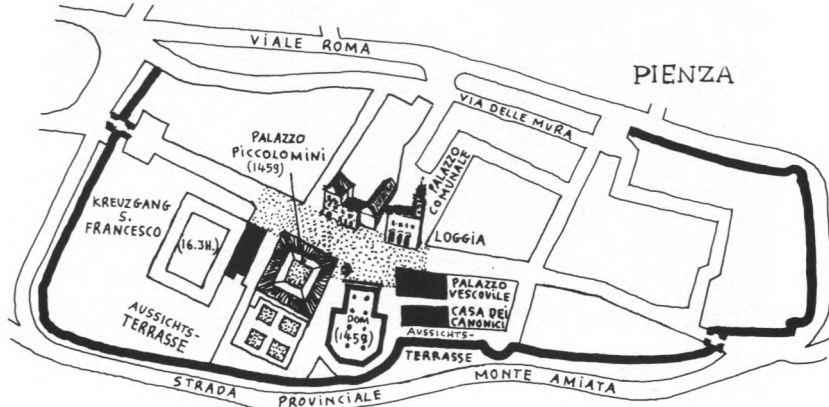 VIALE ROMA
PIENZA
VIA DELLE MURA
PALAZZO
PICCOLOMINI
(1459)
PALAZZO
COMUNALE
KREUZGANG
S.
FRANCESCO
(16.JH.)
LOGGIA
PALAZZO
VESCOVILE
CASA DEI
CANONICI
AUSSICHTS-
TERRASSE
DOM
(1459)
AUSSICHTS-
TERRASSE
STRADA PROVINCIALE MONTE AMIATA